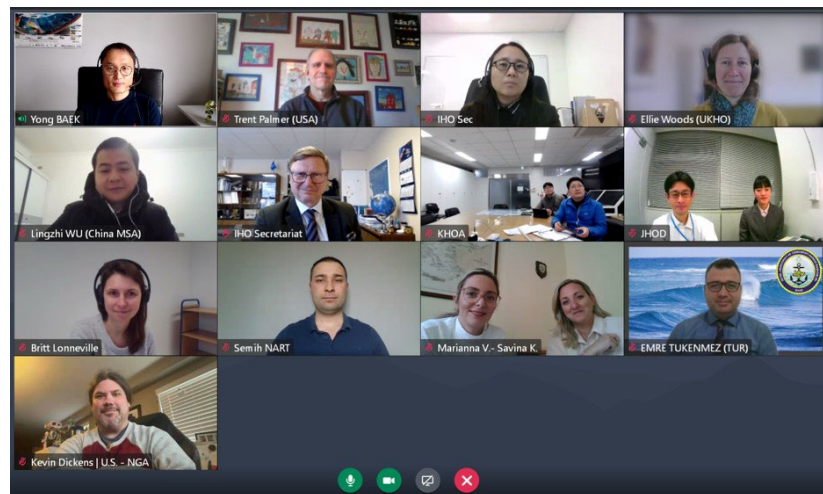 Yong BAEK
Trent Palmer (USA)
IHO Sec
Ellie Woods (UKHO)
Lingzhi WU (China MSA)
IHO Secretariat
KHOA
JHOD
Britt Lonneville
Semih NART
Marianna V.- Savina K.
EMRE TUKENMEZ (TUR)
Kevin Dickens | U.S. - NGA